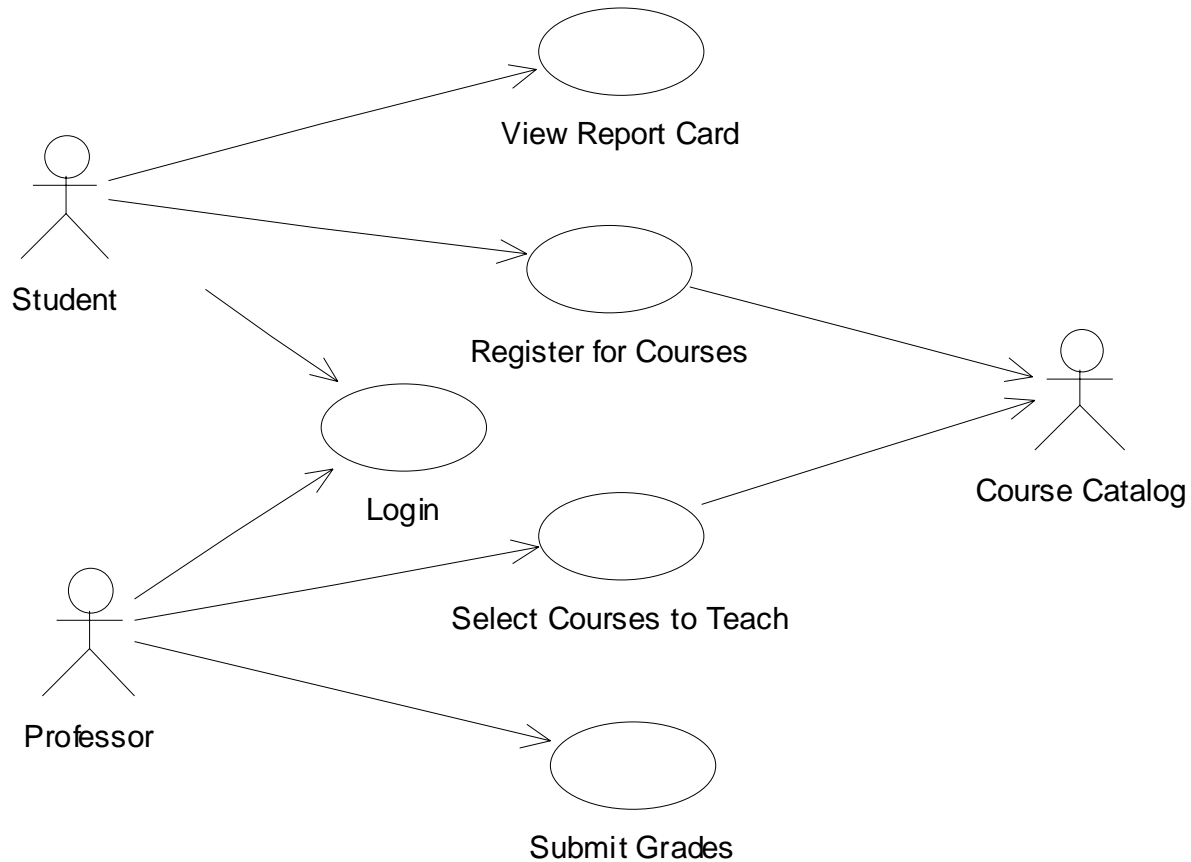 View Report Card
Student
Register for Courses
Course Catalog
Login
Select Courses to Teach
Professor
Submit Grades